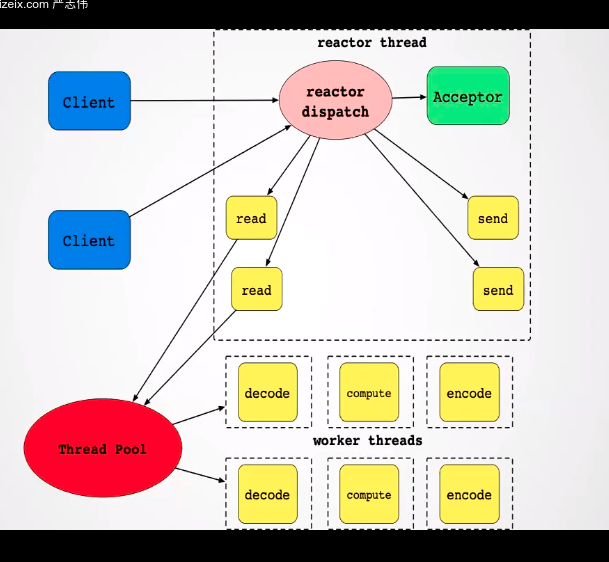 izeix.com 严志伟
reactor thread
Client
reactor
dispatch
Acceptor
Client
read
send
read
send
decode
compute
encode
Thread Pool
worker threads
decode
compute
encode